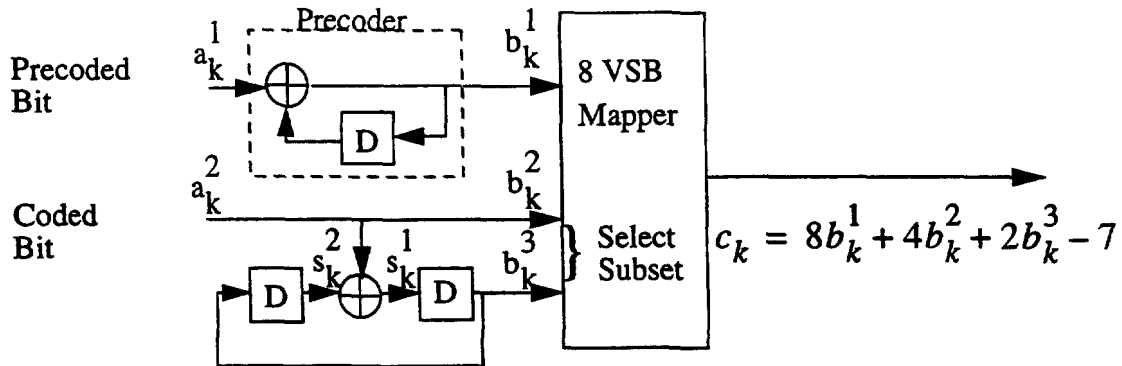 Precoder
Precoded
Bit
a_k^1
D
b_k^1
8 VSB
Mapper
Coded
Bit
a_k^2
b_k^2
D
s_k^2
s_k^1
D
b_k^3
} Select
Subset
c_k = 8b_k^1 + 4b_k^2 + 2b_k^3 - 7